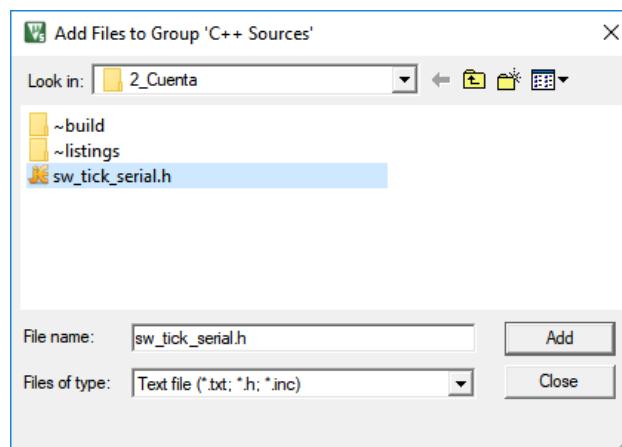 Add Files to Group 'C++ Sources'
Look in: 2_Cuenta
~build
~listings
sw_tick_serial.h
File name: sw_tick_serial.h Add
Files of type: Text file (*.txt; *.h; *.inc) Close